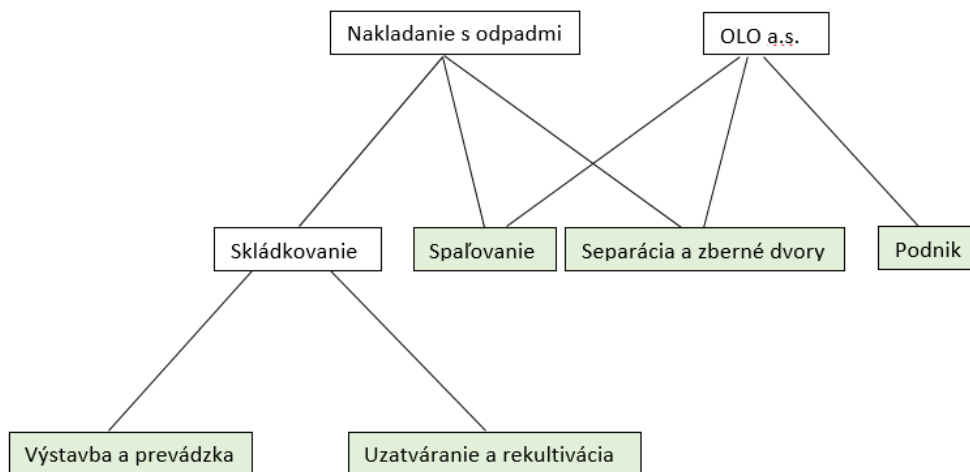 Nakladanie s odpadmi
OLO a.s.
Skládkovanie
Spaľovanie
Separácia a zberné dvory
Podnik
Výstavba a prevádzka
Uzatváranie a rekultivácia